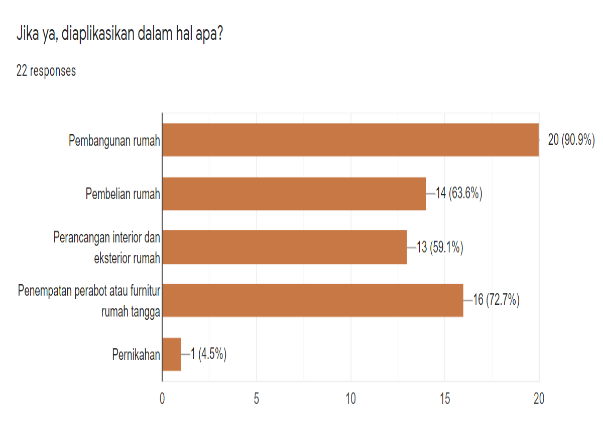 Jika ya, diaplikasikan dalam hal apa?
22 responses
Pembangunan rumah
20 (90.9%)
Pembelian rumah
14 (63.6%)
Perancangan interior dan
eksterior rumah
13 (59.1%)
Penempatan perabot atau furnitur
rumah tangga
16 (72.7%)
Pernikahan
1 (4.5%)
0 5 10 15 20